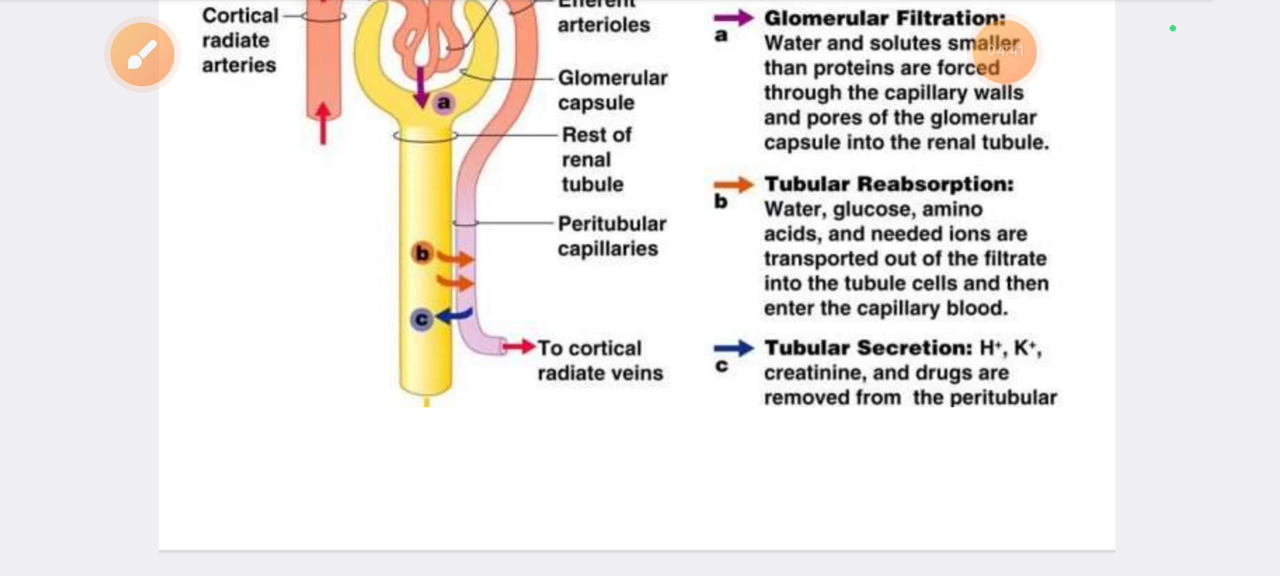 Cortical
radiate
arteries
Efferent
arterioles
Glomerular
capsule
a
Rest of
renal
tubule
Peritubular
capillaries
b
c
To cortical
radiate veins
a
Glomerular Filtration:
Water and solutes smaller
than proteins are forced
through the capillary walls
and pores of the glomerular
capsule into the renal tubule.
b
Tubular Reabsorption:
Water, glucose, amino
acids, and needed ions are
transported out of the filtrate
into the tubule cells and then
enter the capillary blood.
c
Tubular Secretion: H⁺, K⁺,
creatinine, and drugs are
removed from the peritubular